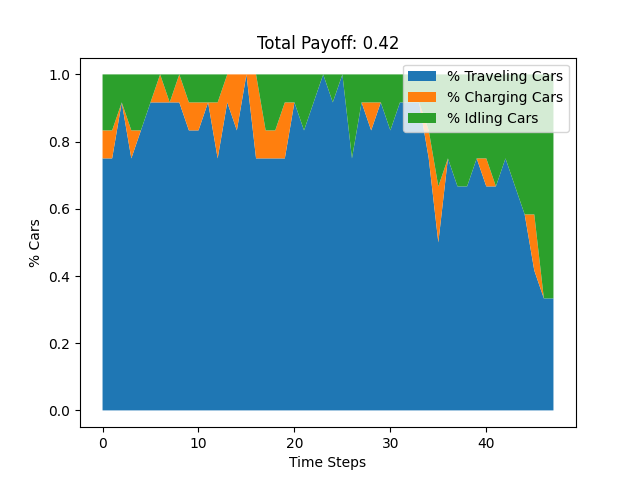 Total Payoff: 0.42
% Traveling Cars
% Charging Cars
% Idling Cars
% Cars
1.0
0.8
0.6
0.4
0.2
0.0
0 10 20 30 40
Time Steps